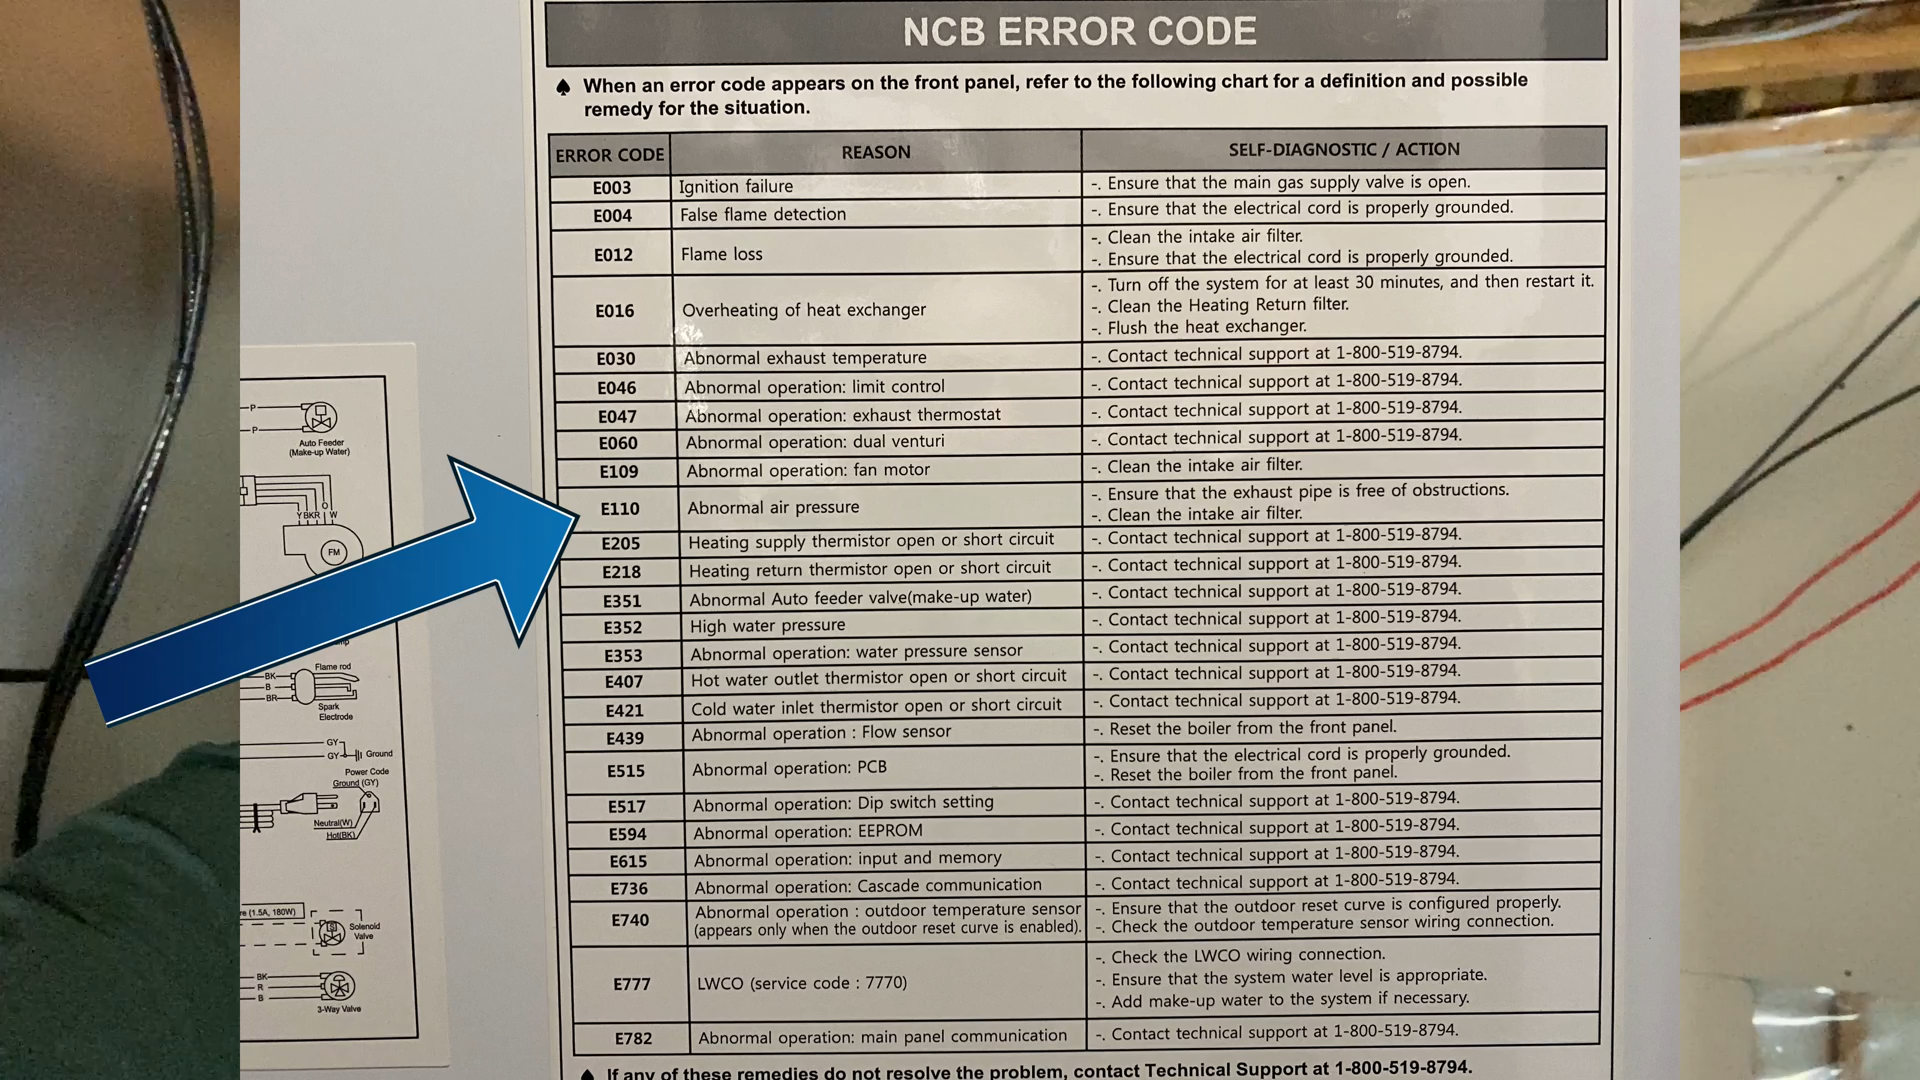 NCB ERROR CODE
♠ When an error code appears on the front panel, refer to the following chart for a definition and possible
remedy for the situation.
ERROR CODE REASON SELF-DIAGNOSTIC / ACTION
E003 Ignition failure -. Ensure that the main gas supply valve is open.
E004 False flame detection -. Ensure that the electrical cord is properly grounded.
E012 Flame loss -. Clean the intake air filter.
-. Ensure that the electrical cord is properly grounded.
E016 Overheating of heat exchanger -. Turn off the system for at least 30 minutes, and then restart it.
-. Clean the Heating Return filter.
-. Flush the heat exchanger.
E030 Abnormal exhaust temperature -. Contact technical support at 1-800-519-8794.
E046 Abnormal operation: limit control -. Contact technical support at 1-800-519-8794.
E047 Abnormal operation: exhaust thermostat -. Contact technical support at 1-800-519-8794.
E060 Abnormal operation: dual venturi -. Contact technical support at 1-800-519-8794.
E109 Abnormal operation: fan motor -. Clean the intake air filter.
E110 Abnormal air pressure -. Ensure that the exhaust pipe is free of obstructions.
-. Clean the intake air filter.
E205 Heating supply thermistor open or short circuit -. Contact technical support at 1-800-519-8794.
E218 Heating return thermistor open or short circuit -. Contact technical support at 1-800-519-8794.
E351 Abnormal Auto feeder valve(make-up water) -. Contact technical support at 1-800-519-8794.
E352 High water pressure -. Contact technical support at 1-800-519-8794.
E353 Abnormal operation: water pressure sensor -. Contact technical support at 1-800-519-8794.
E407 Hot water outlet thermistor open or short circuit -. Contact technical support at 1-800-519-8794.
E421 Cold water inlet thermistor open or short circuit -. Contact technical support at 1-800-519-8794.
E439 Abnormal operation : Flow sensor -. Reset the boiler from the front panel.
E515 Abnormal operation: PCB -. Ensure that the electrical cord is properly grounded.
-. Reset the boiler from the front panel.
E517 Abnormal operation: Dip switch setting -. Contact technical support at 1-800-519-8794.
E594 Abnormal operation: EEPROM -. Contact technical support at 1-800-519-8794.
E615 Abnormal operation: input and memory -. Contact technical support at 1-800-519-8794.
E736 Abnormal operation: Cascade communication -. Contact technical support at 1-800-519-8794.
E740 Abnormal operation : outdoor temperature sensor -. Ensure that the outdoor reset curve is configured properly.
(appears only when the outdoor reset curve is enabled). -. Check the outdoor temperature sensor wiring connection.
E777 LWCO (service code : 7770) -. Check the LWCO wiring connection.
-. Ensure that the system water level is appropriate.
-. Add make-up water to the system if necessary.
E782 Abnormal operation: main panel communication -. Contact technical support at 1-800-519-8794.
♠ If any of these remedies do not resolve the problem, contact Technical Support at 1-800-519-8794.
P
P
Auto Feeder
(Make-up Water)
O
Y BK R W
FM
Flame rod
BK
B
BR
Spark
Electrode
GY
GY Ground
Power Code
Ground (GY)
Neutral(W)
Hot(BK)
(1.5A, 180W)
S
Solenoid
Valve
BK
R
B
3-Way Valve